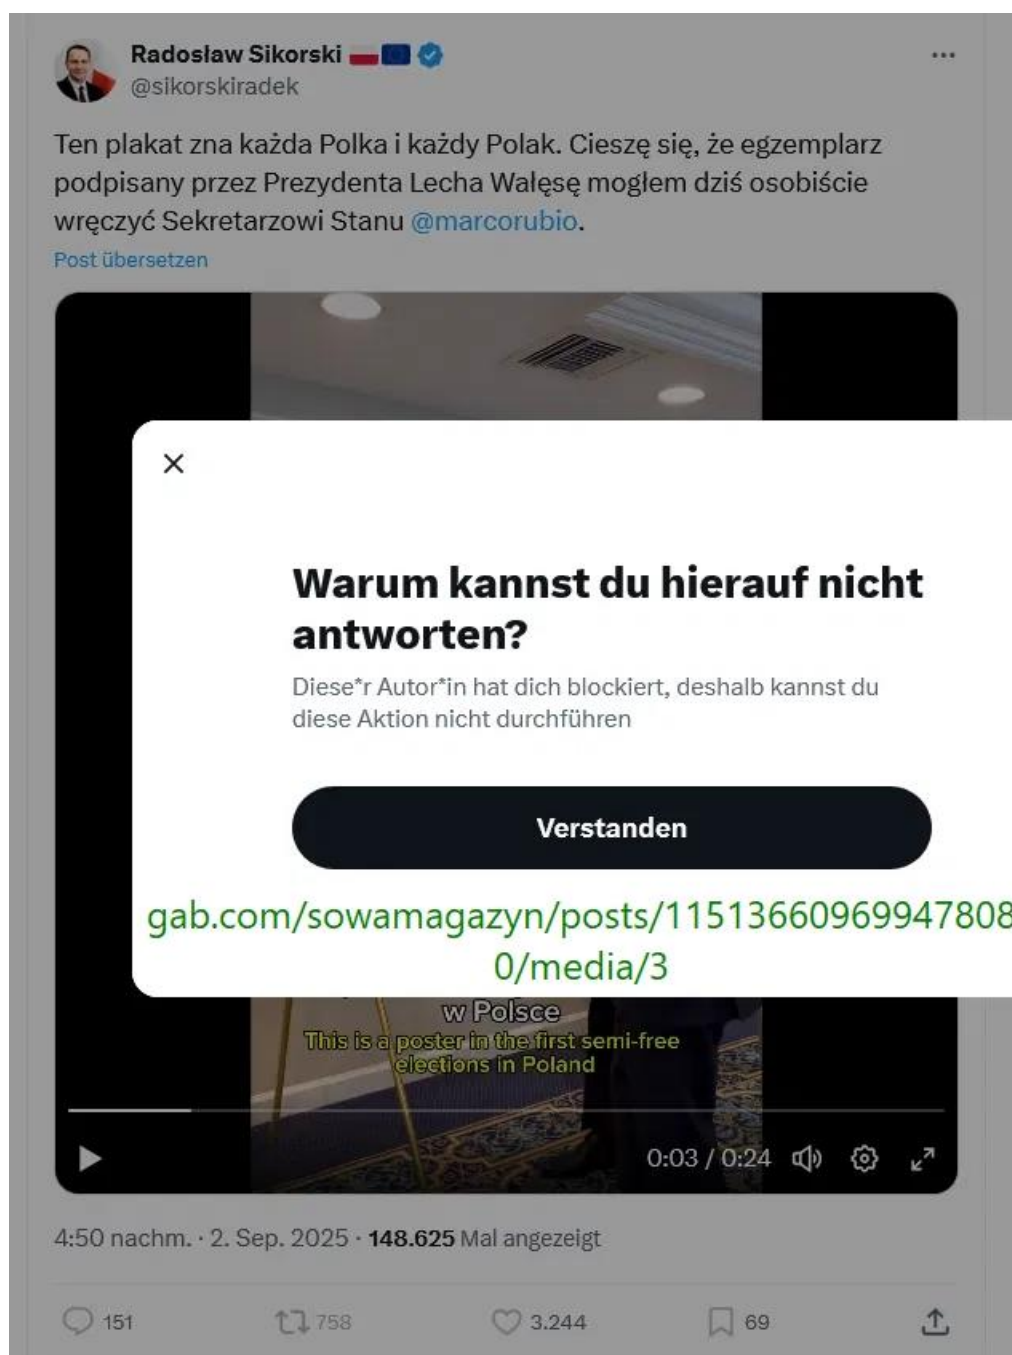 Radosław Sikorski
@sikorskiradek
Ten plakat zna każda Polka i każdy Polak. Cieszę się, że egzemplarz
podpisany przez Prezydenta Lecha Wałęsę mogłem dziś osobiście
wręczyć Sekretarzowi Stanu @marcorubio.
Post übersetzen
Warum kannst du hierauf nicht
antworten?
Diese*r Autor*in hat dich blockiert, deshalb kannst du
diese Aktion nicht durchführen
Verstanden
gab.com/sowamagazyn/posts/11513660969947808
0/media/3
w Polsce
This is a poster in the first semi-free
elections in Poland
0:03 / 0:24
4:50 nachm. · 2. Sep. 2025 · 148.625 Mal angezeigt
151 758 3.244 69